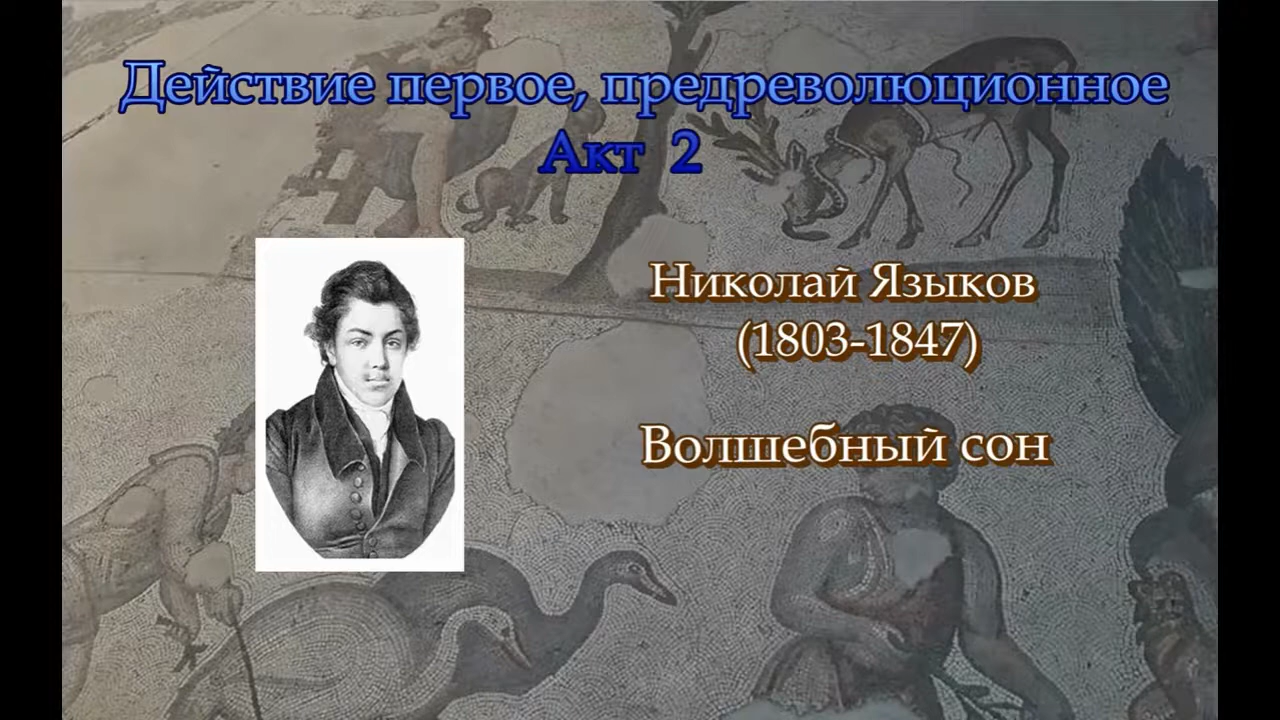 Действие первое, предреволюционное
Акт 2
Николай Языков
(1803-1847)
Волшебный сон